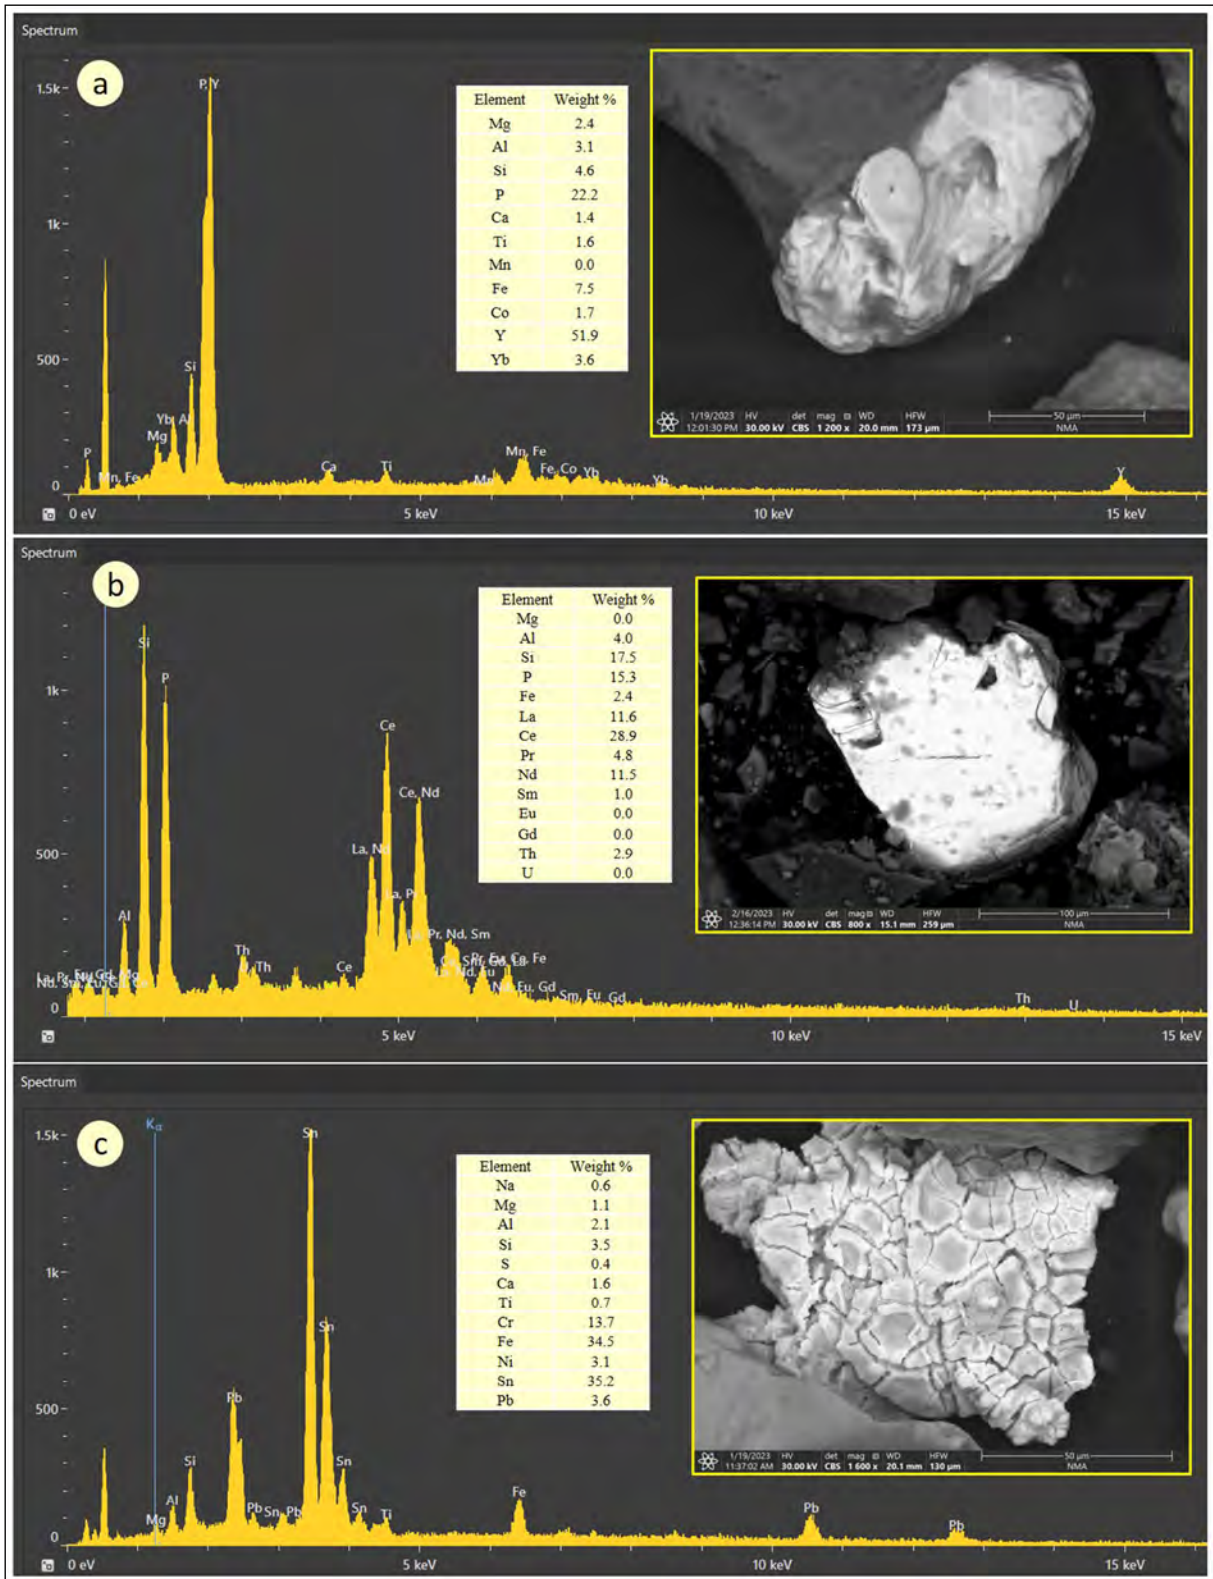 Spectrum
a
1.5k
1k
500
0
P, Y
Si
Yb
Al
Mg
P
Mn, Fe
Ca
Ti
Mn
Mn, Fe
Fe, Co
Yb
Yb
Y
0 eV 5 keV 10 keV 15 keV
Element Weight %
Mg 2.4
Al 3.1
Si 4.6
P 22.2
Ca 1.4
Ti 1.6
Mn 0.0
Fe 7.5
Co 1.7
Y 51.9
Yb 3.6
1/19/2023 HV det mag WD HFW 50 µm
12:01:30 PM 30.00 kV CBS 1 200 x 20.0 mm 173 µm NMA
Spectrum
b
1k
500
0
Si
P
Al
Th
Th
Ce
La, Nd
Ce
Ce, Nd
La, Pr
Pr, Nd, Sm
Sm, Eu
Gd
Th
U
5 keV 10 keV 15 keV
Element Weight %
Mg 0.0
Al 4.0
Si 17.5
P 15.3
Fe 2.4
La 11.6
Ce 28.9
Pr 4.8
Nd 11.5
Sm 1.0
Eu 0.0
Gd 0.0
Th 2.9
U 0.0
2/16/2023 HV det mag WD HFW 100 µm
12:36:14 PM 30.00 kV CBS 800 x 15.1 mm 259 µm NMA
Spectrum
c
Kα
1.5k
1k
500
0
Sn
Sn
Pb
Si
Al
Mg
Pb
Sn
Pb
Sn
Sn
Ti
Fe
Pb
Pb
0 eV 5 keV 10 keV 15 keV
Element Weight %
Na 0.6
Mg 1.1
Al 2.1
Si 3.5
S 0.4
Ca 1.6
Ti 0.7
Cr 13.7
Fe 34.5
Ni 3.1
Sn 35.2
Pb 3.6
1/19/2023 HV det mag WD HFW 50 µm
11:37:02 AM 30.00 kV CBS 1 600 x 20.1 mm 130 µm NMA